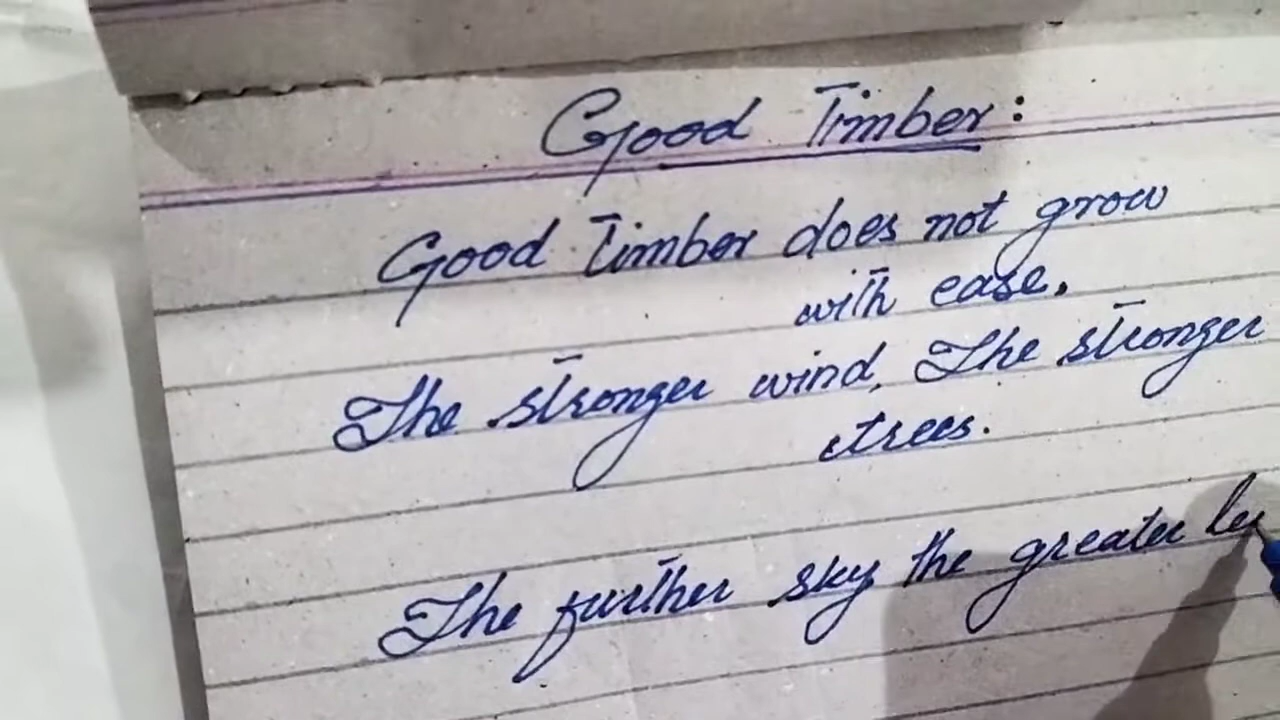 Good Timber:
Good Timber does not grow
with ease.
The stronger wind, The stronger
trees.
The further sky the greater